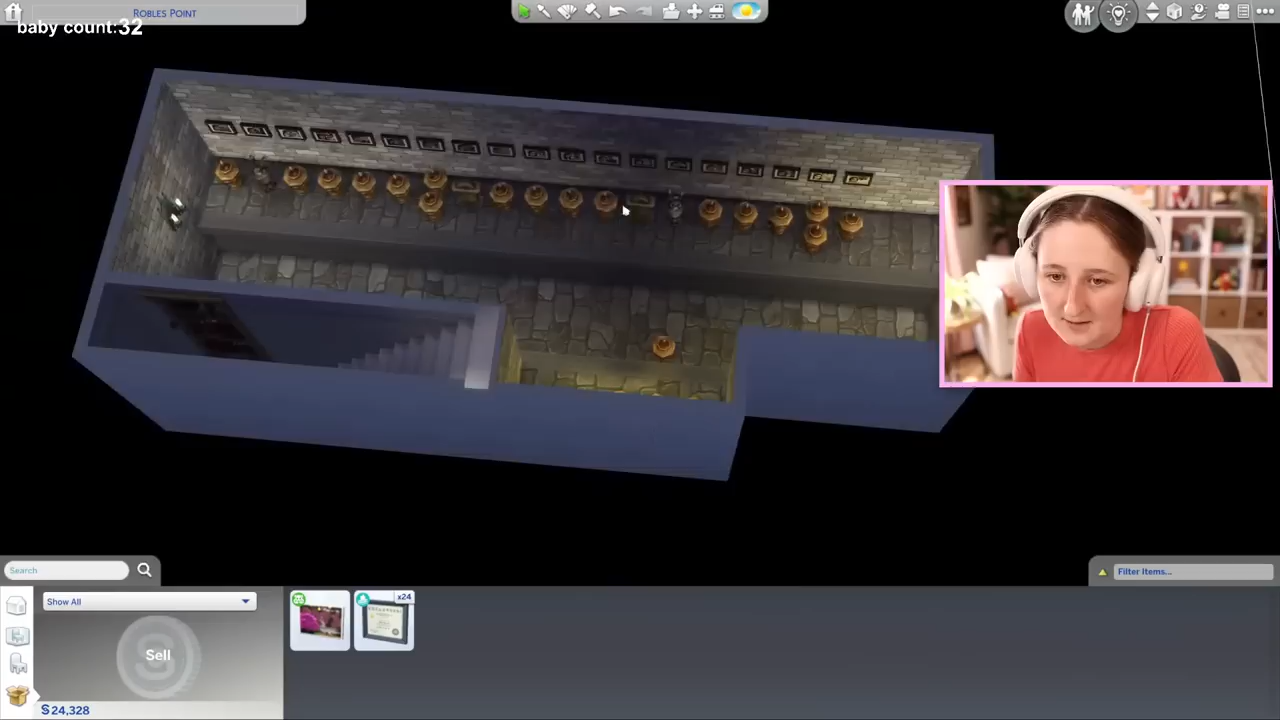 Robles Point
baby count:32
Search
Filter Items...
Show All
x24
Sell
§24,328